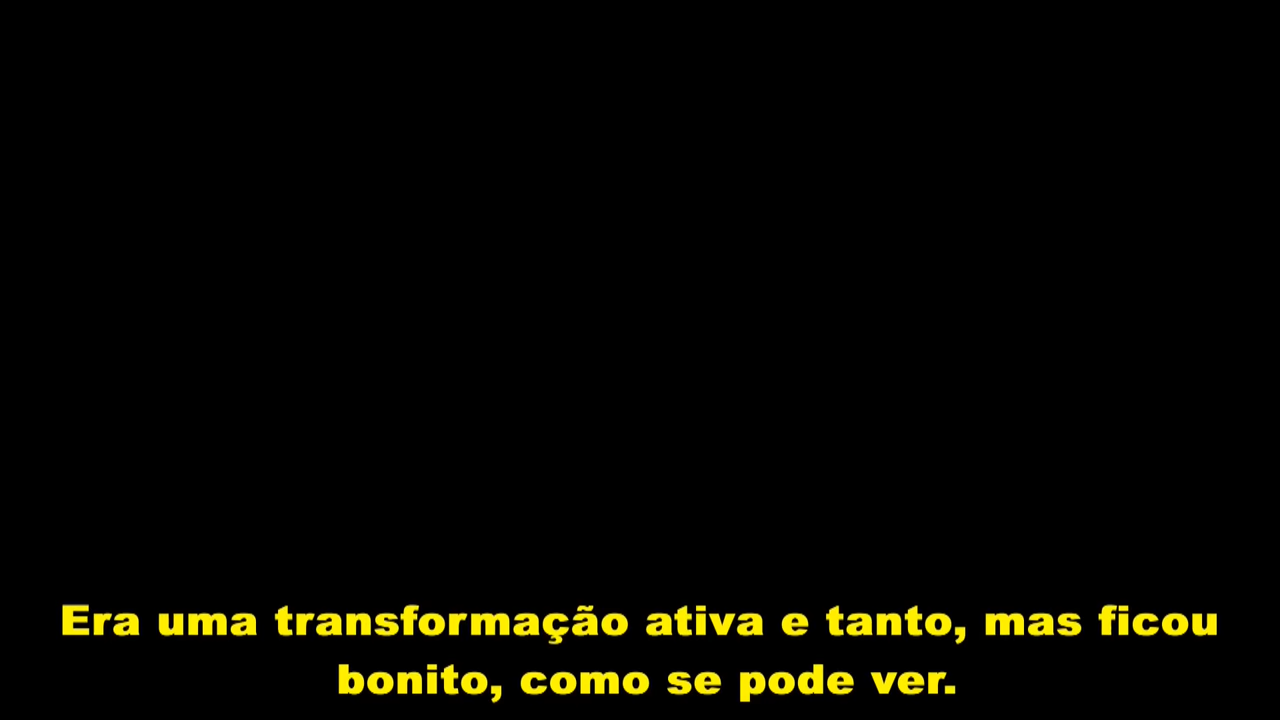 Era uma transformação ativa e tanto, mas ficou
bonito, como se pode ver.